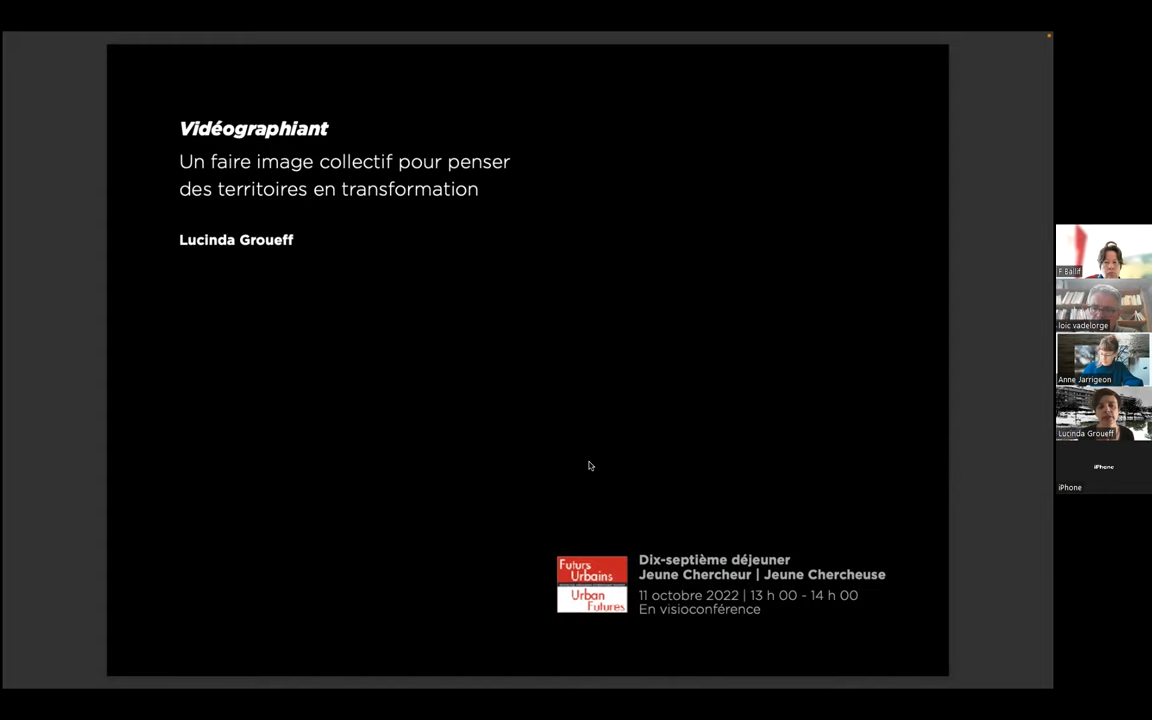 Vidéographiant
Un faire image collectif pour penser
des territoires en transformation
Lucinda Groueff
Futurs
Urbains
Urban
Futures
Dix-septième déjeuner
Jeune Chercheur | Jeune Chercheuse
11 octobre 2022 | 13 h 00 - 14 h 00
En visioconférence
F Ballif
loic vadelorge
Anne Jarrigeon
Lucinda Groueff
iPhone
iPhone